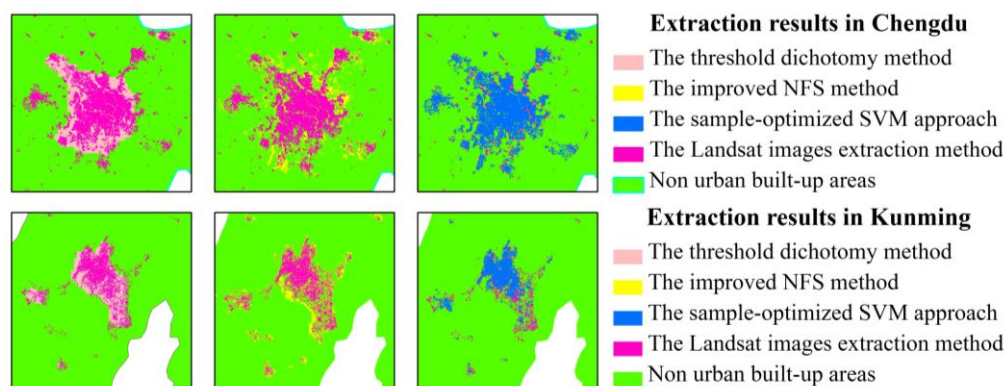 Extraction results in Chengdu
The threshold dichotomy method
The improved NFS method
The sample-optimized SVM approach
The Landsat images extraction method
Non urban built-up areas
Extraction results in Kunming
The threshold dichotomy method
The improved NFS method
The sample-optimized SVM approach
The Landsat images extraction method
Non urban built-up areas